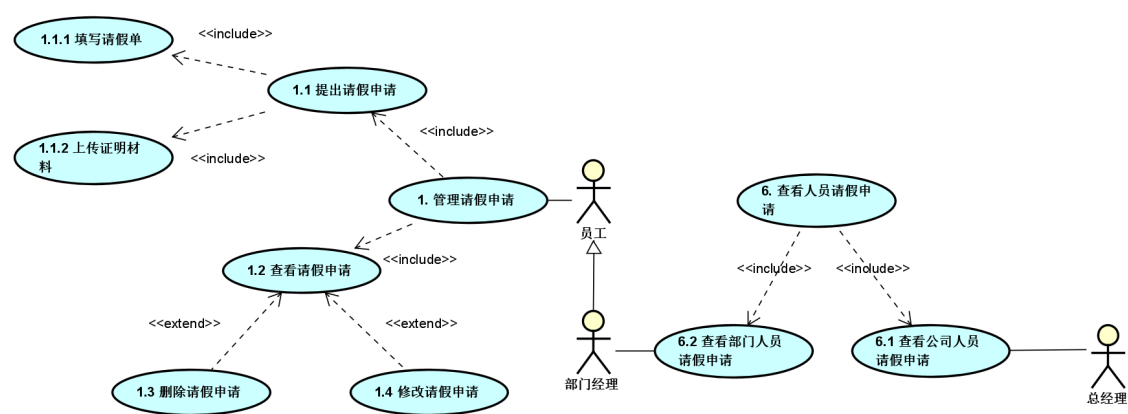 1.1.1 填写请假单
<<include>>
1.1 提出请假申请
<<include>>
1.1.2 上传证明材
料
<<include>>
1. 管理请假申请
员工
6. 查看人员请假申
请
1.2 查看请假申请
<<include>>
<<include>>
<<include>>
<<extend>>
<<extend>>
6.2 查看部门人员
请假申请
6.1 查看公司人员
请假申请
部门经理
总经理
1.3 删除请假申请
1.4 修改请假申请